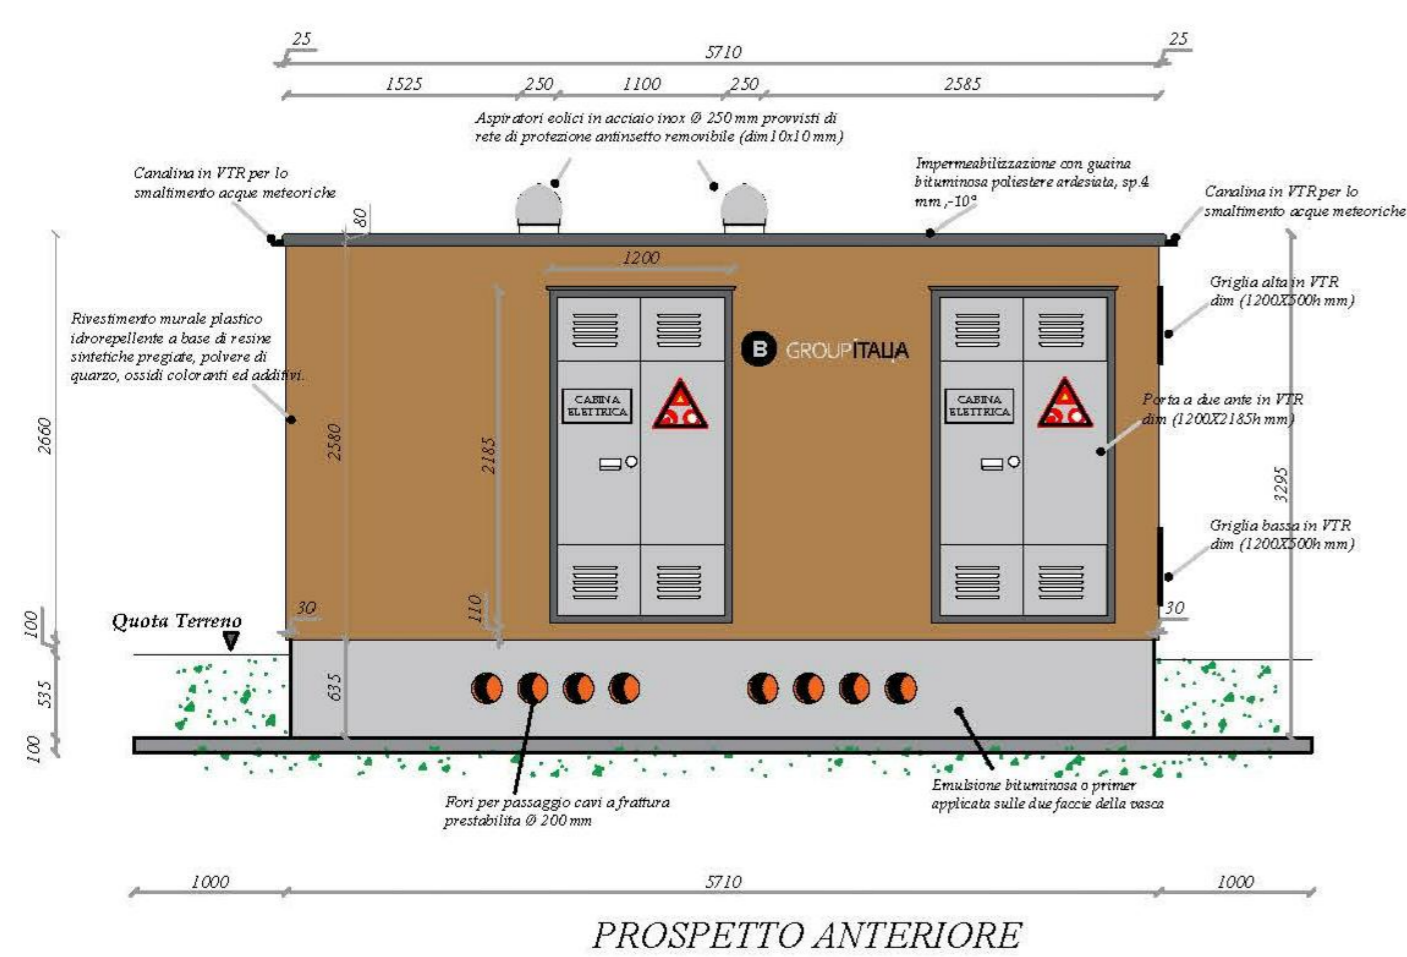 25
5710
25
1525
250
1100
250
2585
Aspiratori eolici in acciaio inox Ø 250 mm provvisti di
rete di protezione antinsetto removibile (dim10x10 mm)
Canalina in VTR per lo
smaltimento acque meteoriche
Impermeabilizzazione con guaina
bituminosa poliestere ardesiata, sp.4
mm ,-10°
Canalina in VTR per lo
smaltimento acque meteoriche
80
1200
Griglia alta in VTR
dim (1200X500h mm)
Rivestimento murale plastico
idrorepellente a base di resine
sintetiche pregiate, polvere di
quarzo, ossidi coloranti ed additivi.
B GROUP ITALIA
CABINA
ELETTRICA
CABINA
ELETTRICA
Porta a due ante in VTR
dim (1200X2185h mm)
2660
2580
2185
3295
Griglia bassa in VTR
dim (1200X500h mm)
100
Quota Terreno
30
110
30
535
635
100
Fori per passaggio cavi a frattura
prestabilita Ø 200 mm
Emulsione bituminosa o primer
applicata sulle due faccie della vasca
1000
5710
1000
PROSPETTO ANTERIORE